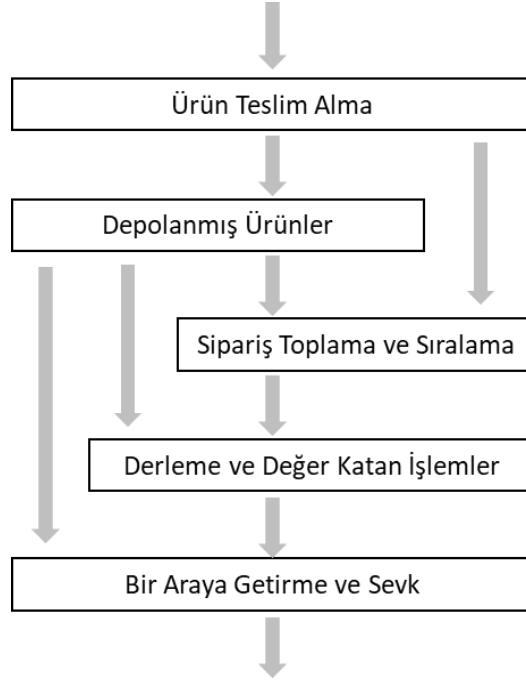 Ürün Teslim Alma
Depolanmış Ürünler
Sipariş Toplama ve Sıralama
Derleme ve Değer Katan İşlemler
Bir Araya Getirme ve Sevk